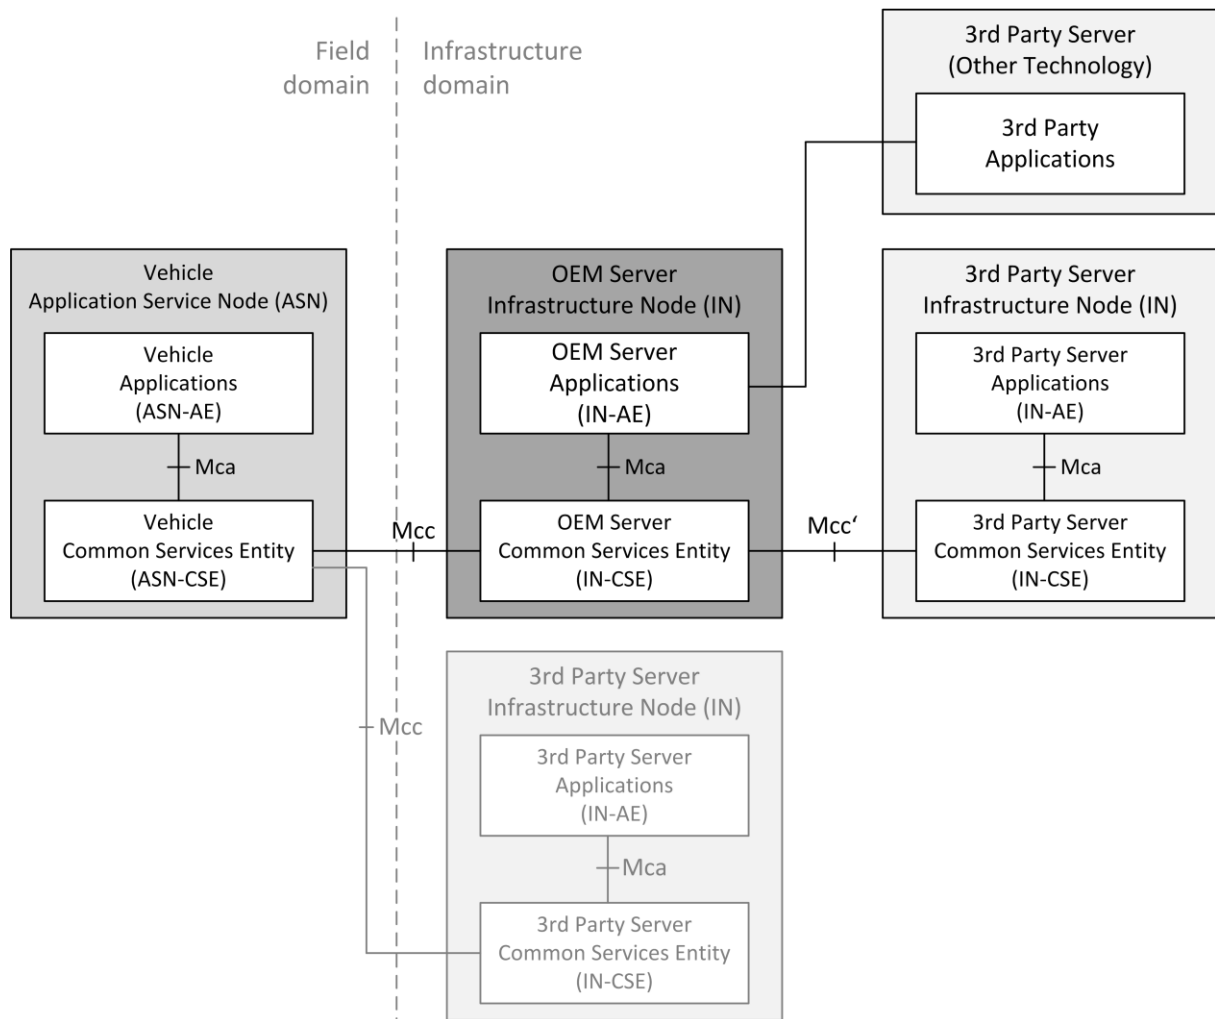 Field
domain
Infrastructure
domain
3rd Party Server
(Other Technology)
3rd Party
Applications
Vehicle
Application Service Node (ASN)
Vehicle
Applications
(ASN-AE)
Mca
Vehicle
Common Services Entity
(ASN-CSE)
Mcc
OEM Server
Infrastructure Node (IN)
OEM Server
Applications
(IN-AE)
Mca
OEM Server
Common Services Entity
(IN-CSE)
Mcc‘
3rd Party Server
Infrastructure Node (IN)
3rd Party Server
Applications
(IN-AE)
Mca
3rd Party Server
Common Services Entity
(IN-CSE)
Mcc
3rd Party Server
Infrastructure Node (IN)
3rd Party Server
Applications
(IN-AE)
Mca
3rd Party Server
Common Services Entity
(IN-CSE)